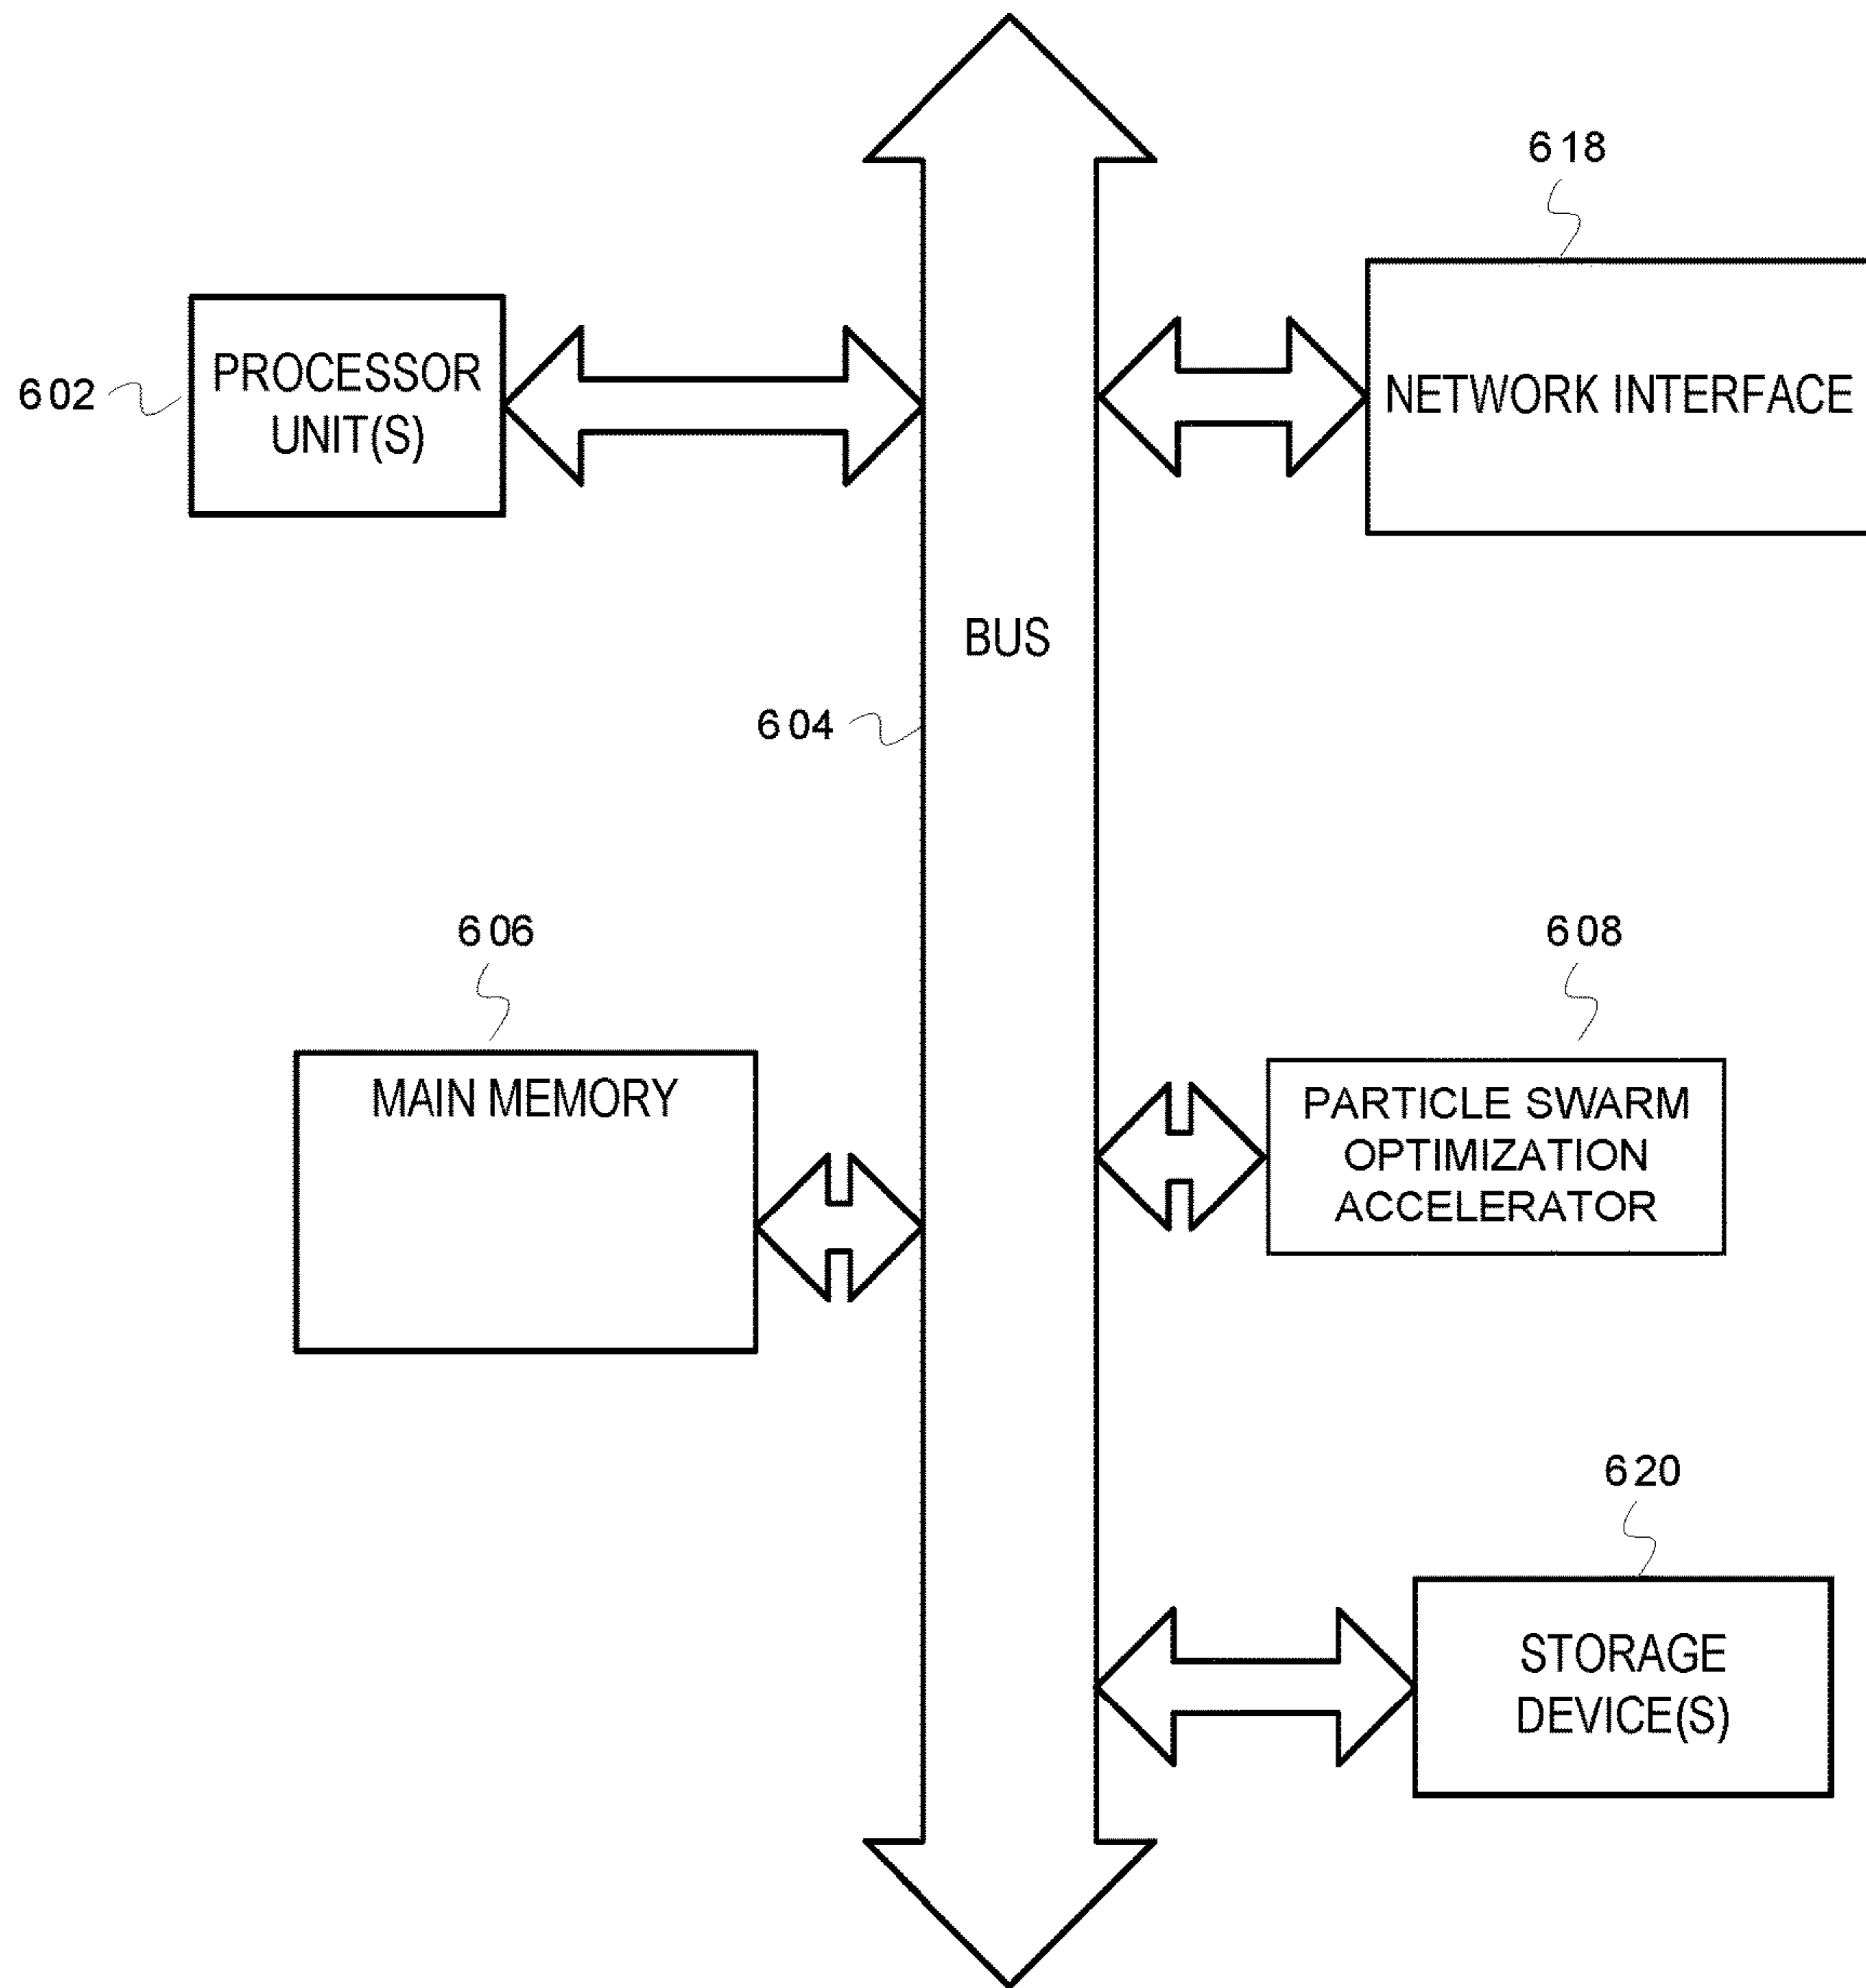 618
602
PROCESSOR
UNIT(S)
NETWORK INTERFACE
BUS
604
606
MAIN MEMORY
608
PARTICLE SWARM
OPTIMIZATION
ACCELERATOR
620
STORAGE
DEVICE(S)